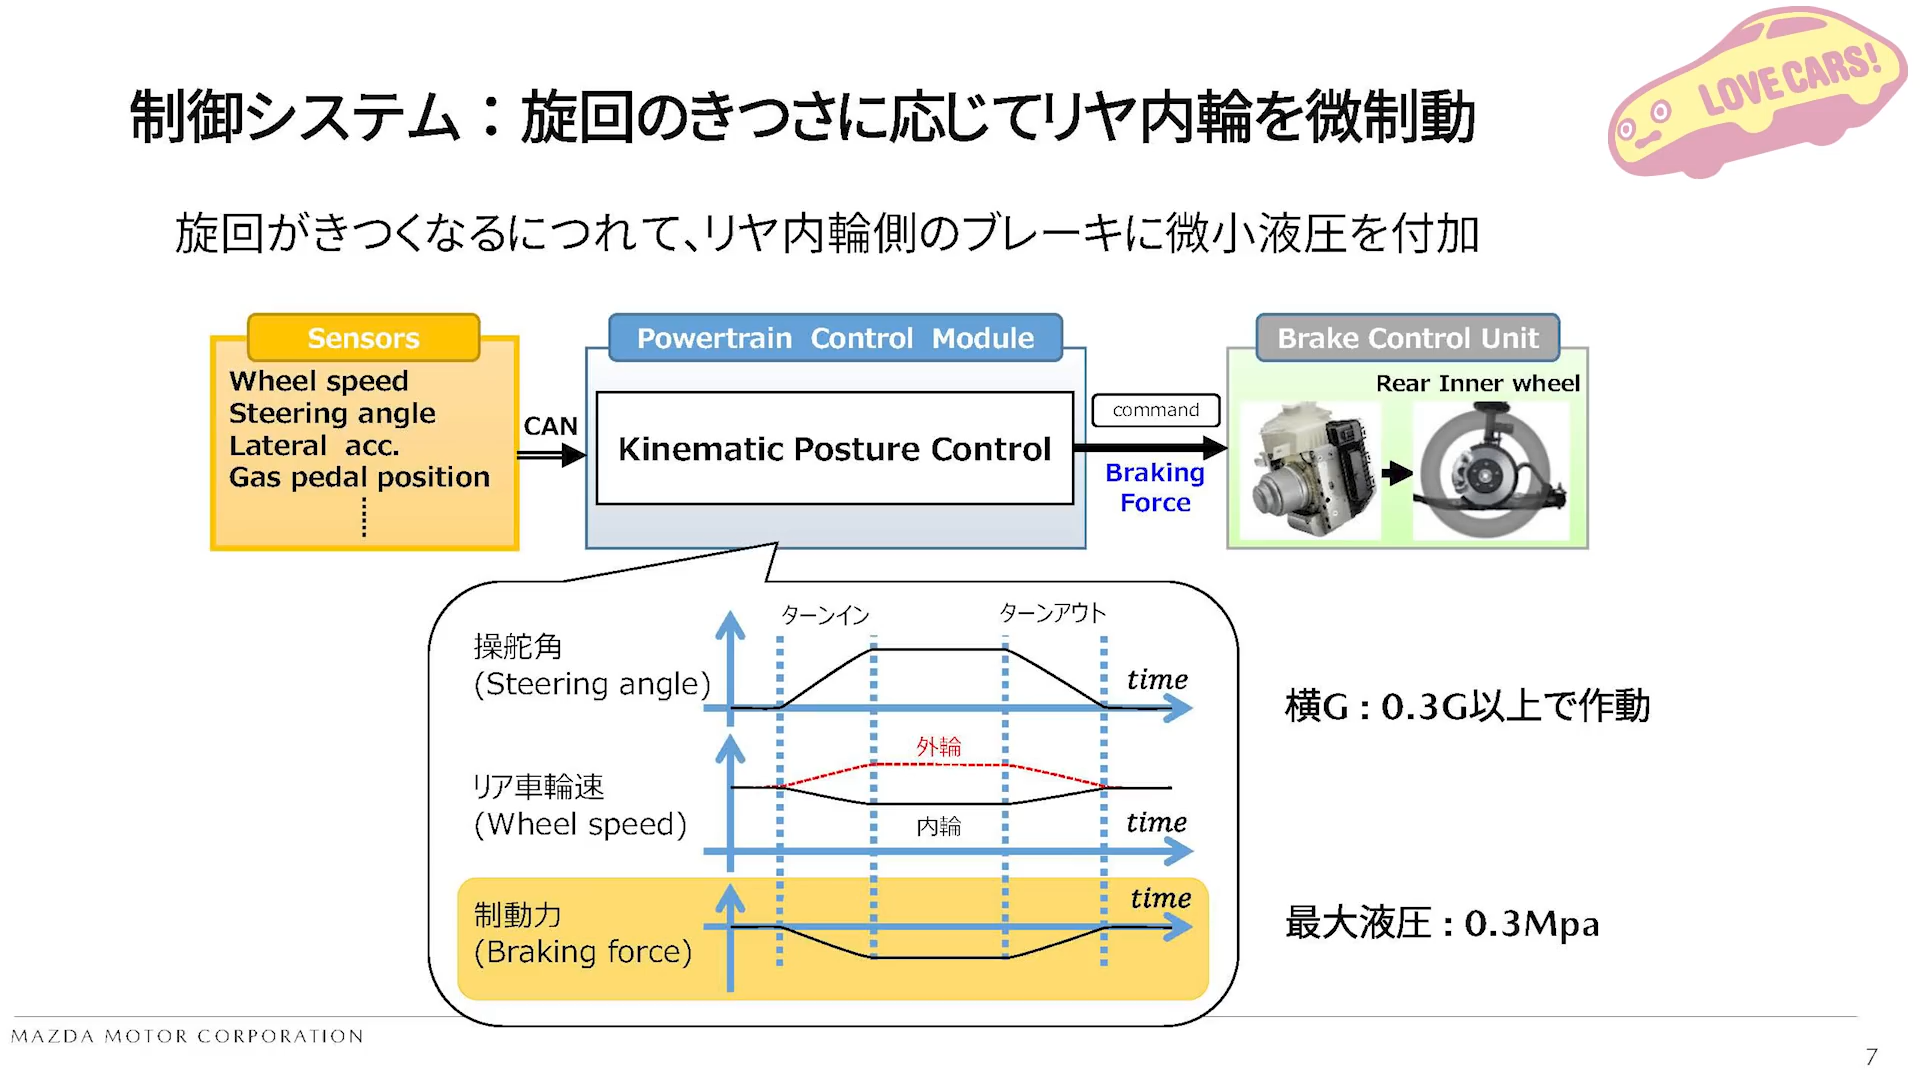 LOVE CARS!
制御システム：旋回のきつさに応じてリヤ内輪を微制動
旋回がきつくなるにつれて、リヤ内輪側のブレーキに微小液圧を付加
Sensors
Wheel speed
Steering angle
Lateral acc.
Gas pedal position
CAN
Powertrain Control Module
Kinematic Posture Control
command
Braking
Force
Brake Control Unit
Rear Inner wheel
ターンイン
ターンアウト
操舵角
(Steering angle)
time
外輪
リア車輪速
(Wheel speed)
内輪
time
制動力
(Braking force)
time
横G : 0.3G以上で作動
最大液圧 : 0.3Mpa
MAZDA MOTOR CORPORATION
7